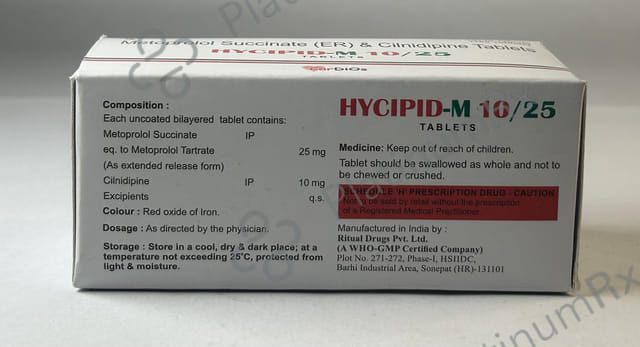 Metoprolol Succinate (ER) & Cilnidipine Tablets
HYCIPID-M 10/25
TABLETS
Composition :
Each uncoated bilayered tablet contains:
Metoprolol Succinate IP
eq. to Metoprolol Tartrate 25 mg
(As extended release form)
Cilnidipine IP 10 mg
Excipients q.s.
Colour : Red oxide of Iron.
Dosage : As directed by the physician.
Storage : Store in a cool, dry & dark place; at a
temperature not exceeding 25°C, protected from
light & moisture.
HYCIPID-M 10/25
TABLETS
Medicine: Keep out of reach of children.
Tablet should be swallowed as whole and not to
be chewed or crushed.
SCHEDULE 'H' PRESCRIPTION DRUG - CAUTION
Not to be sold by retail without the prescription
of a Registered Medical Practitioner.
Manufactured in India by :
Ritual Drugs Pvt. Ltd.
(A WHO-GMP Certified Company)
Plot No. 271-272, Phase-I, HSIIDC,
Barhi Industrial Area, Sonepat (HR)-131101